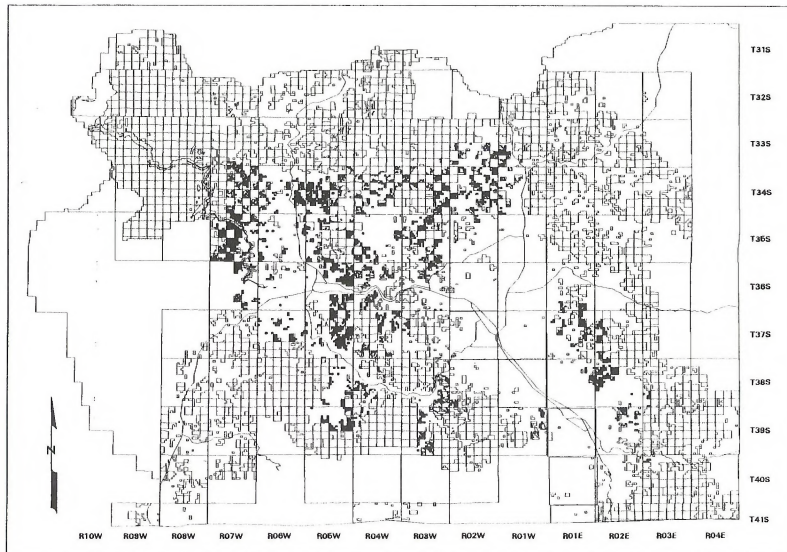 T31S
T32S
T33S
T34S
T35S
T36S
T37S
T38S
T39S
T40S
T41S
N
R10W R09W R08W R07W R06W R05W R04W R03W R02W R01W R01E R02E R03E R04E